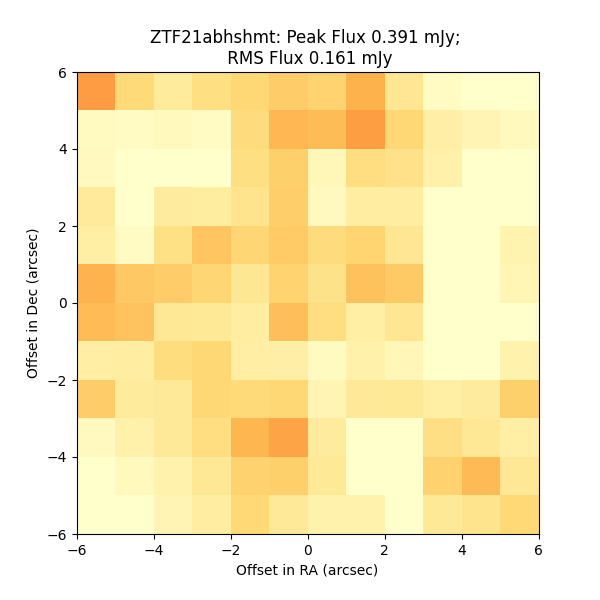 ZTF21abhshmt: Peak Flux 0.391 mJy;
RMS Flux 0.161 mJy
6
4
2
0
−2
−4
−6
Offset in Dec (arcsec)
−6 −4 −2 0 2 4 6
Offset in RA (arcsec)